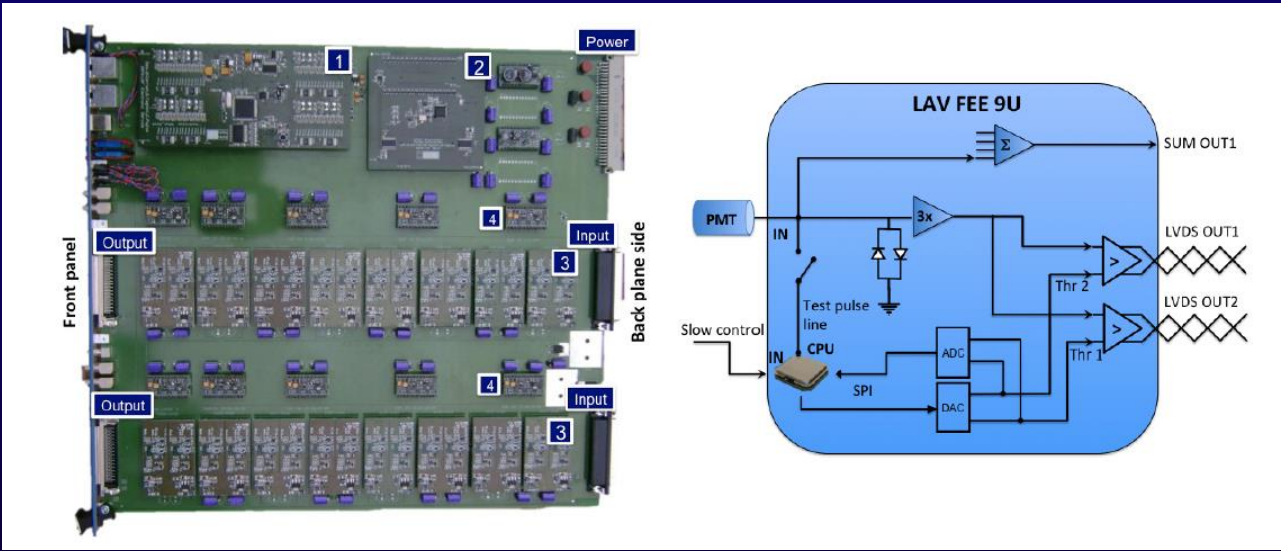 Power
1
2
4
Output
Input
3
Front panel
Back plane side
4
Output
Input
3
LAV FEE 9U
Σ
SUM OUT1
PMT
IN
3x
LVDS OUT1
>
Thr 2
Test pulse
line
LVDS OUT2
>
Slow control
CPU
IN
ADC
Thr 1
SPI
DAC